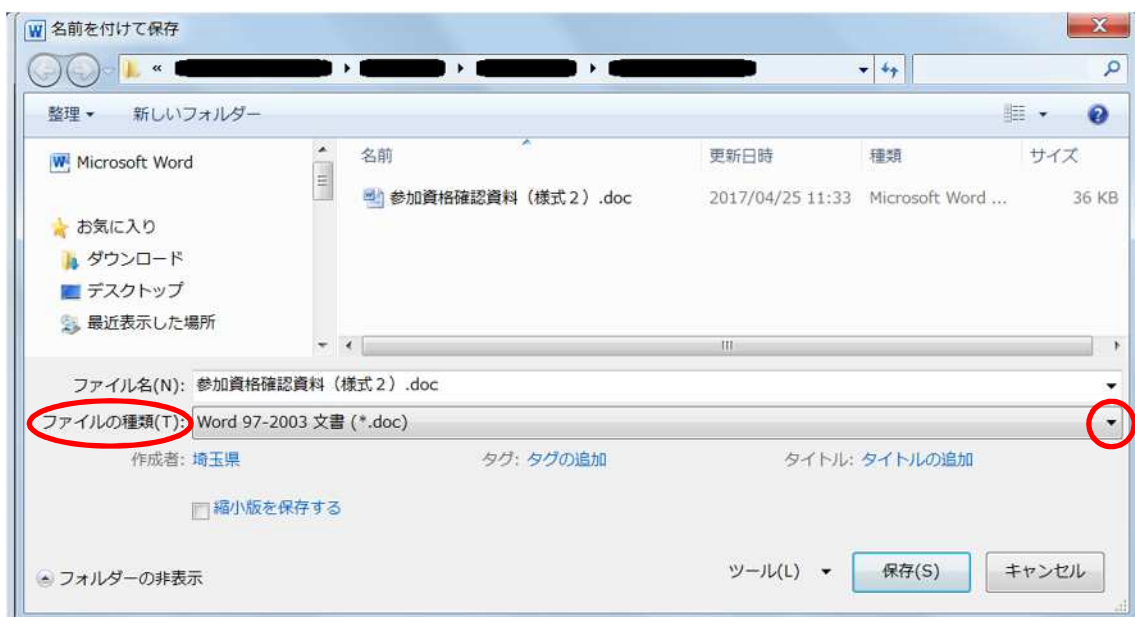 名前を付けて保存
«
整理 新しいフォルダー
Microsoft Word
お気に入り
ダウンロード
デスクトップ
最近表示した場所
名前 更新日時 種類 サイズ
参加資格確認資料（様式２）.doc 2017/04/25 11:33 Microsoft Word ... 36 KB
ファイル名(N): 参加資格確認資料（様式２）.doc
ファイルの種類(T): Word 97-2003 文書 (*.doc)
作成者: 埼玉県 タグ: タグの追加 タイトル: タイトルの追加
縮小版を保存する
フォルダーの非表示 ツール(L) 保存(S) キャンセル